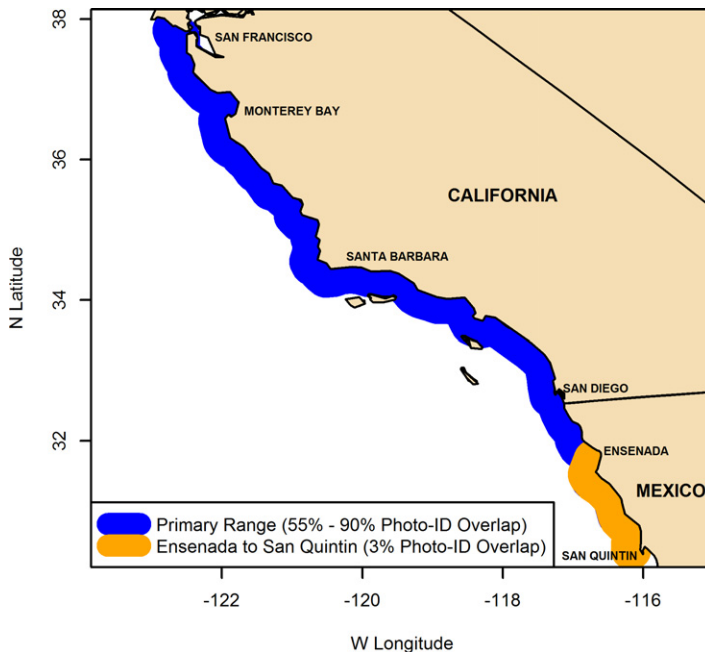 38
SAN FRANCISCO
MONTEREY BAY
36
CALIFORNIA
SANTA BARBARA
N Latitude
34
SAN DIEGO
32
ENSENADA
MEXICO
Primary Range (55% - 90% Photo-ID Overlap)
Ensenada to San Quintin (3% Photo-ID Overlap)
SAN QUINTIN
-122 -120 -118 -116
W Longitude